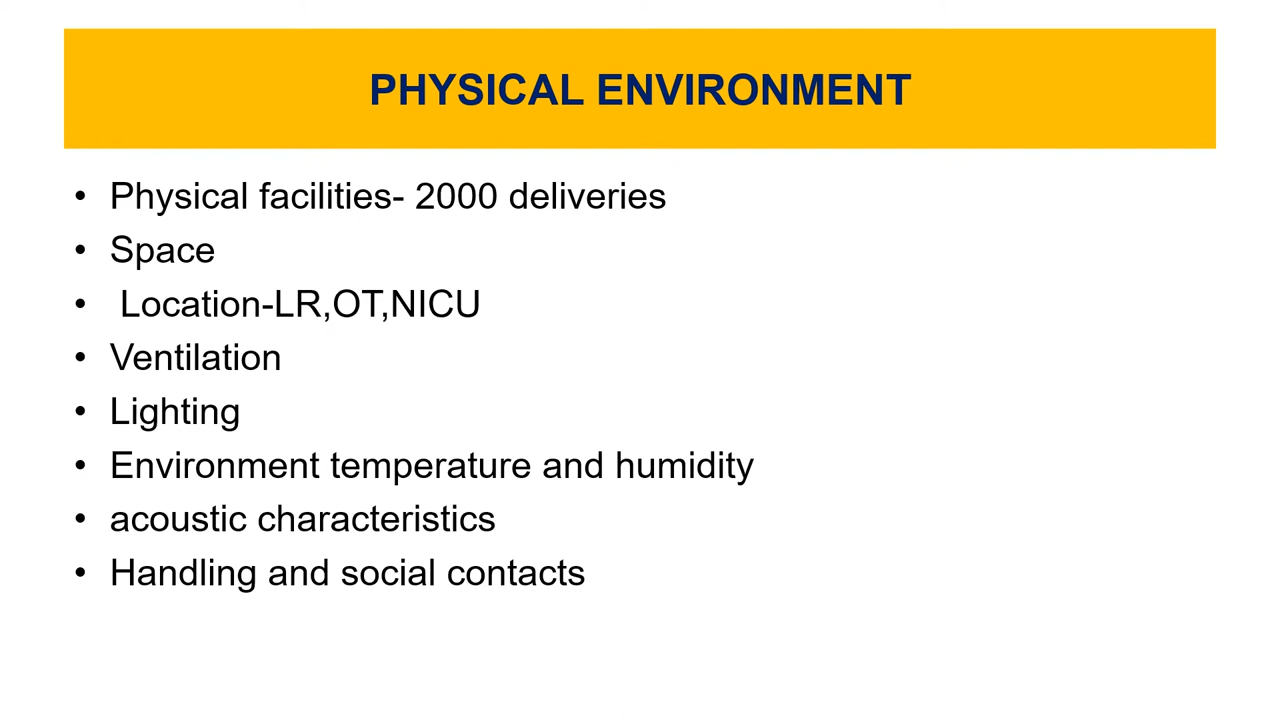 PHYSICAL ENVIRONMENT
• Physical facilities- 2000 deliveries
• Space
• Location-LR,OT,NICU
• Ventilation
• Lighting
• Environment temperature and humidity
• acoustic characteristics
• Handling and social contacts